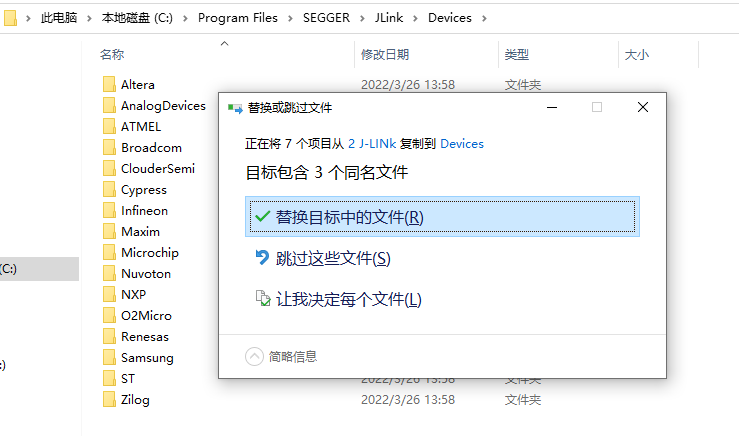 此电脑 › 本地磁盘 (C:) › Program Files › SEGGER › JLink › Devices ›
名称 修改日期 类型 大小
Altera 2022/3/26 13:58 文件夹
AnalogDevices
ATMEL
Broadcom
ClouderSemi
Cypress
Infineon
Maxim
Microchip
Nuvoton
NXP
O2Micro
Renesas
Samsung
ST 2022/3/26 13:58 文件夹
Zilog 2022/3/26 13:58 文件夹
(C:)
:)
替换或跳过文件
正在将 7 个项目从 2 J-LINk 复制到 Devices
目标包含 3 个同名文件
替换目标中的文件(R)
跳过这些文件(S)
让我决定每个文件(L)
简略信息